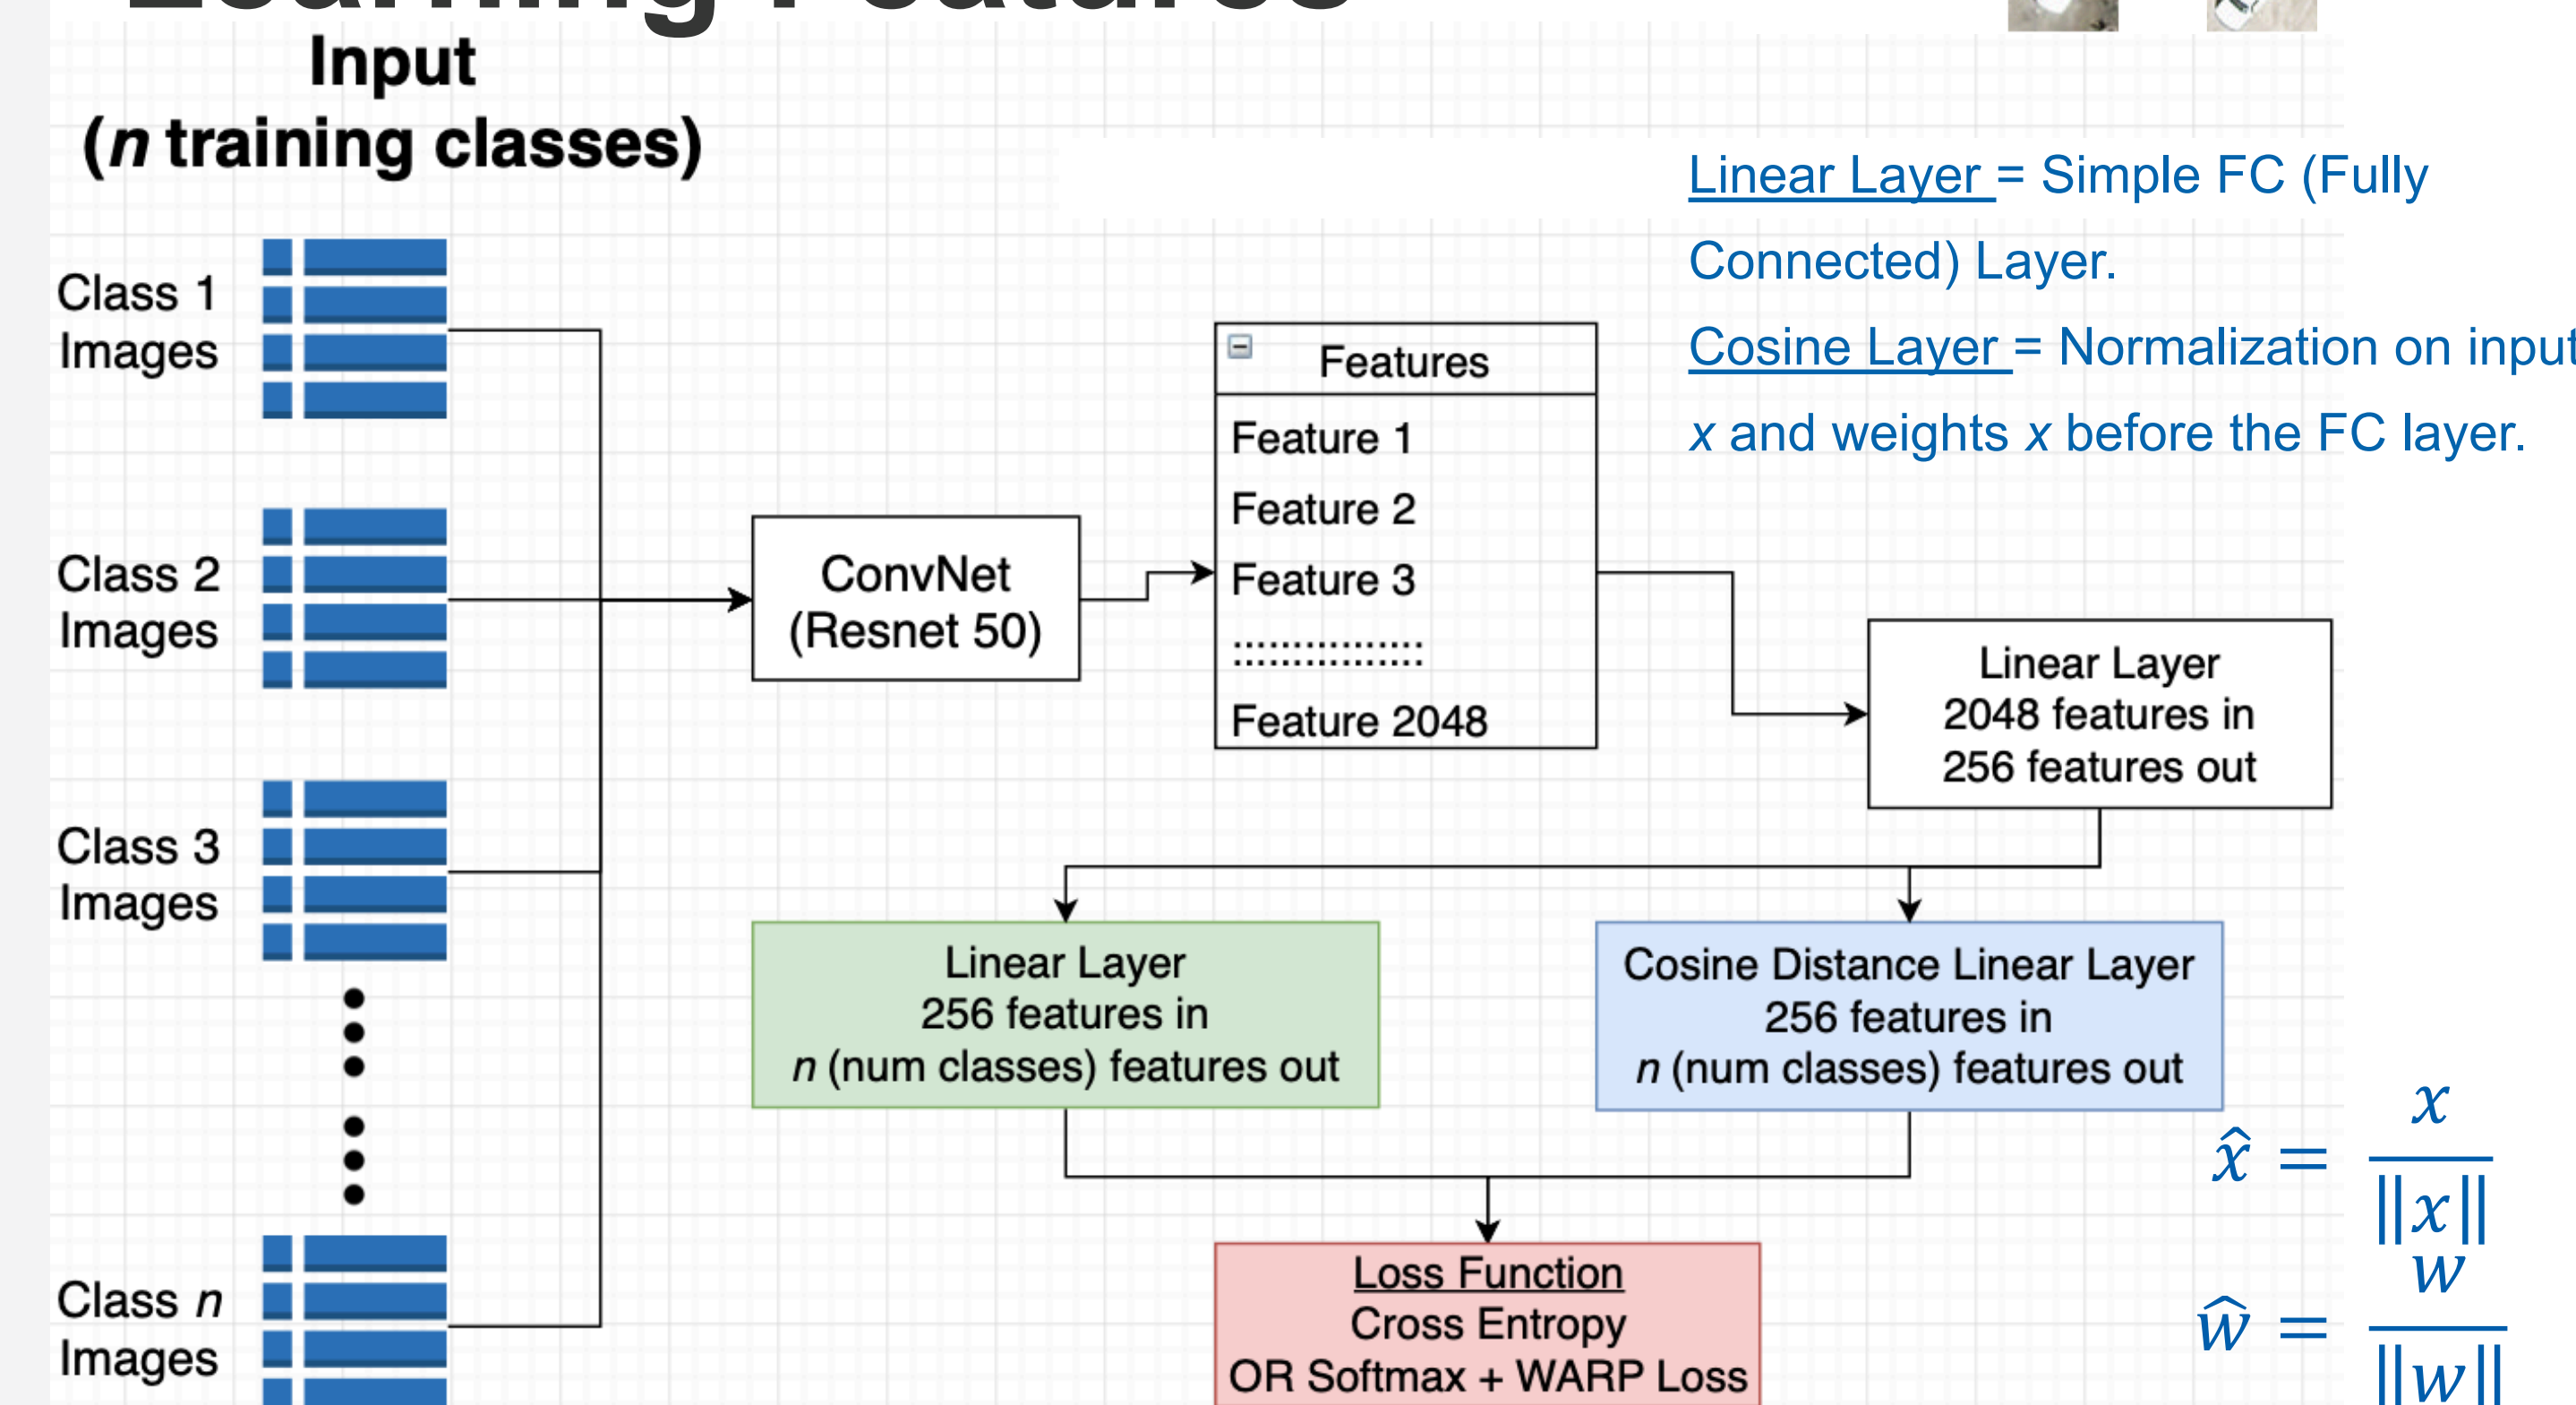 Learning Features
Input
(n training classes)
Linear Layer = Simple FC (Fully
Connected) Layer.
Cosine Layer = Normalization on input
x and weights x before the FC layer.
Class 1
Images
Class 2
Images
Class 3
Images
Class n
Images
ConvNet
(Resnet 50)
Features
Feature 1
Feature 2
Feature 3
Feature 2048
Linear Layer
2048 features in
256 features out
Linear Layer
256 features in
n (num classes) features out
Cosine Distance Linear Layer
256 features in
n (num classes) features out
Loss Function
Cross Entropy
OR Softmax + WARP Loss
x̂ = x / ||x||
ŵ = w / ||w||